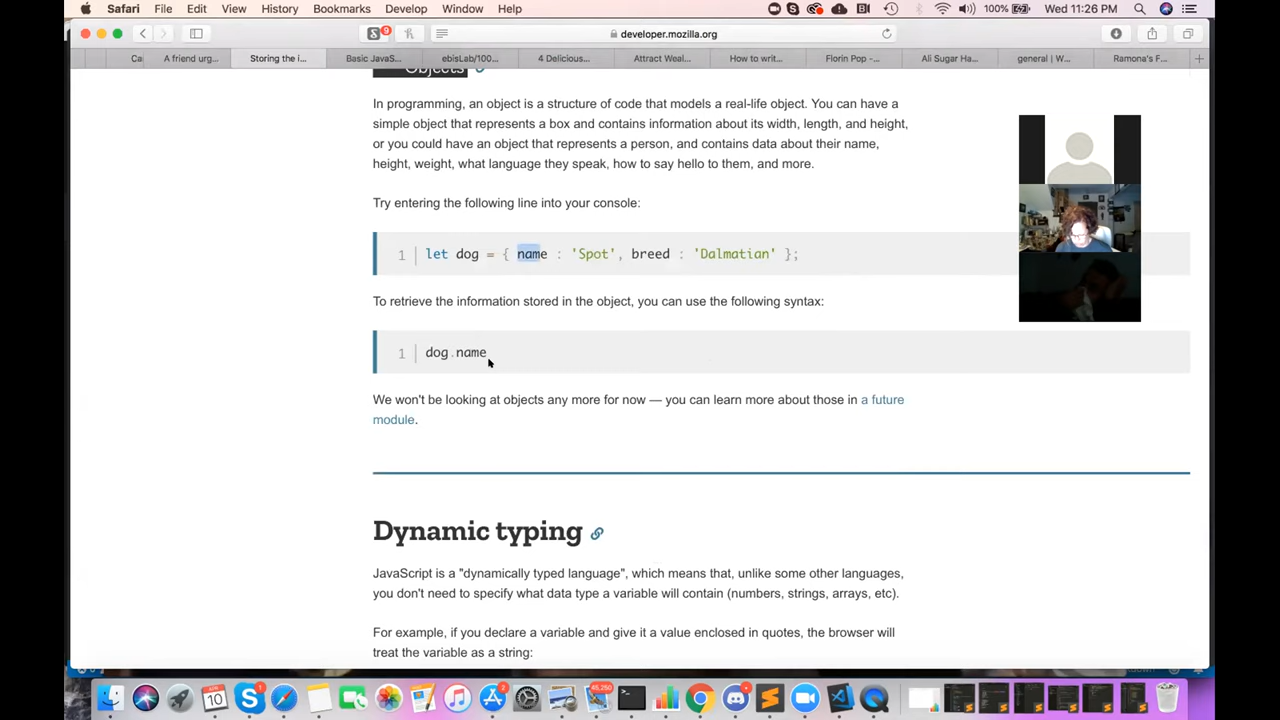 Safari File Edit View History Bookmarks Develop Window Help 100% Wed 11:26 PM
9 developer.mozilla.org
Ca A friend urg... Storing the i... Basic JavaS... ebisLab/100... 4 Delicious... Attract Weal... How to writ... Florin Pop -... Ali Sugar Ha... general | W... Ramona's F... +
Objects
In programming, an object is a structure of code that models a real-life object. You can have a
simple object that represents a box and contains information about its width, length, and height,
or you could have an object that represents a person, and contains data about their name,
height, weight, what language they speak, how to say hello to them, and more.
Try entering the following line into your console:
1 let dog = { name : 'Spot', breed : 'Dalmatian' };
To retrieve the information stored in the object, you can use the following syntax:
1 dog.name
We won't be looking at objects any more for now — you can learn more about those in a future
module.
Dynamic typing
JavaScript is a "dynamically typed language", which means that, unlike some other languages,
you don't need to specify what data type a variable will contain (numbers, strings, arrays, etc).
For example, if you declare a variable and give it a value enclosed in quotes, the browser will
treat the variable as a string: